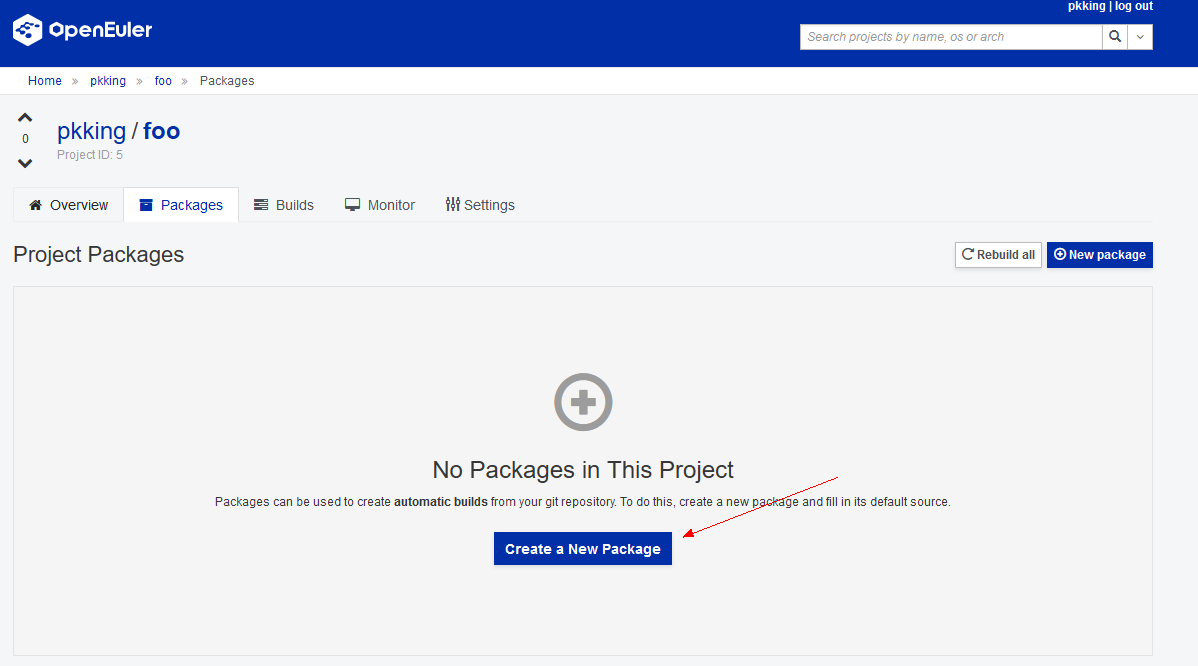 pkking | log out
OpenEuler
Search projects by name, os or arch
Home » pkking » foo » Packages
0
pkking / foo
Project ID: 5
Overview Packages Builds Monitor Settings
Project Packages
Rebuild all New package
No Packages in This Project
Packages can be used to create automatic builds from your git repository. To do this, create a new package and fill in its default source.
Create a New Package